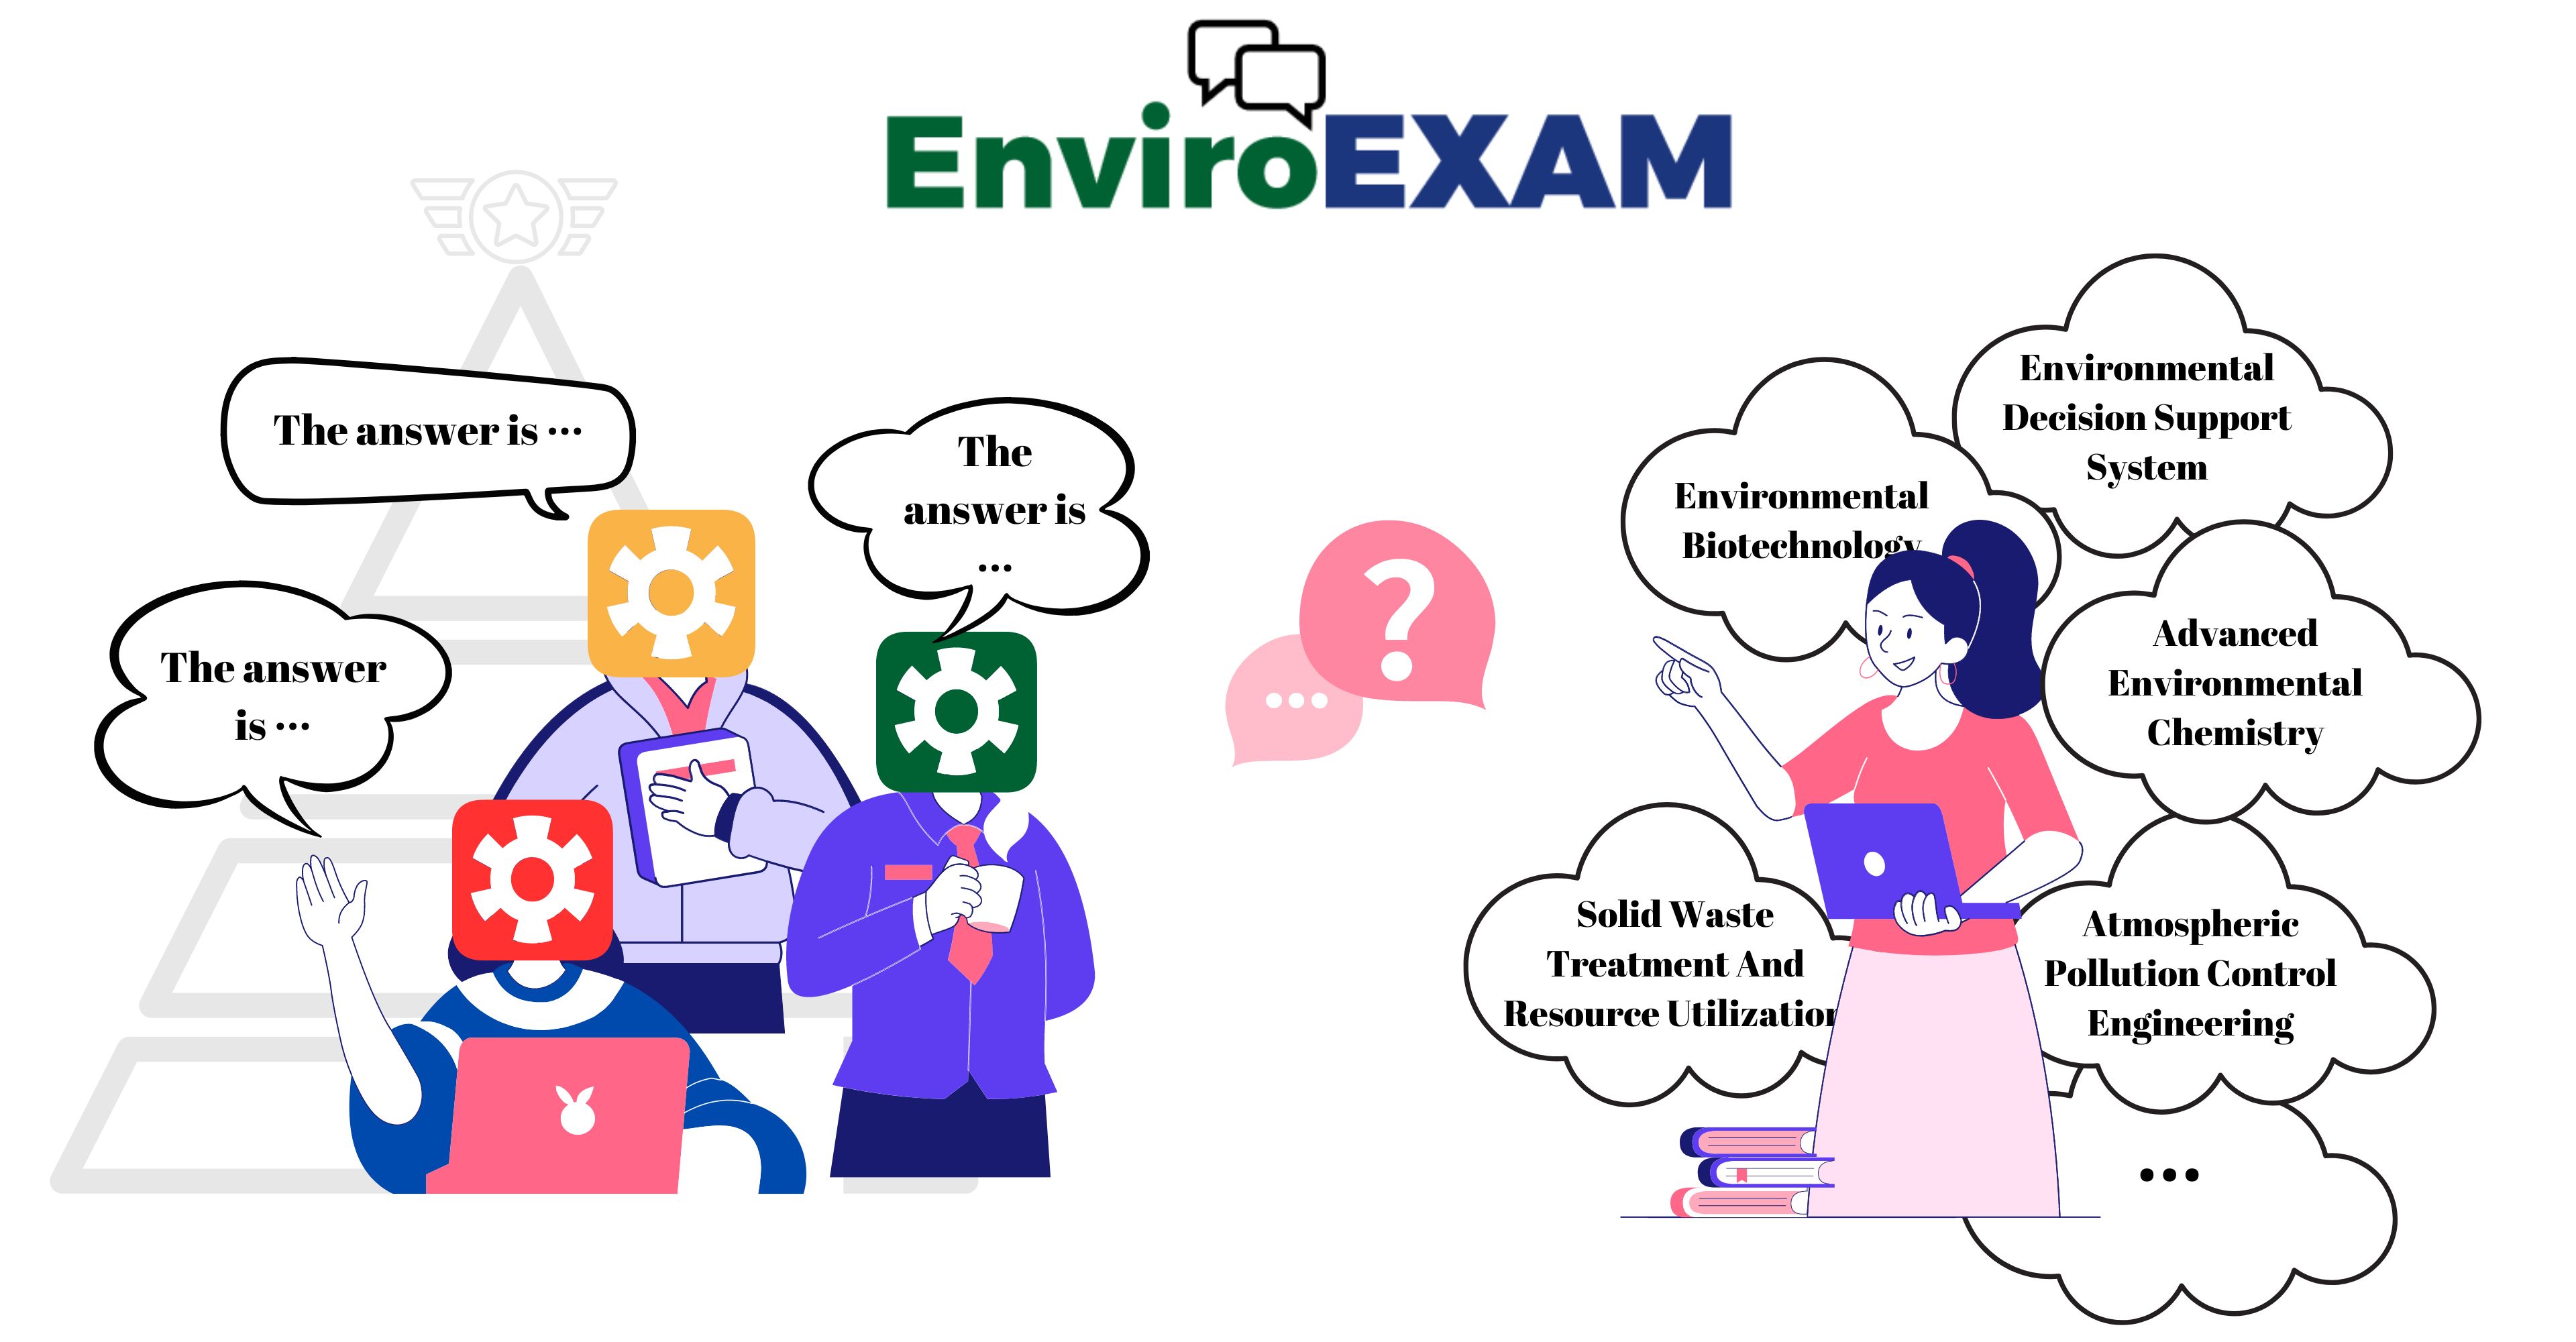 EnviroEXAM
The answer is ...
The
answer is
...
The answer
is ...
?
...
Environmental
Decision Support
System
Environmental
Biotechnology
Advanced
Environmental
Chemistry
Solid Waste
Treatment And
Resource Utilization
Atmospheric
Pollution Control
Engineering
...